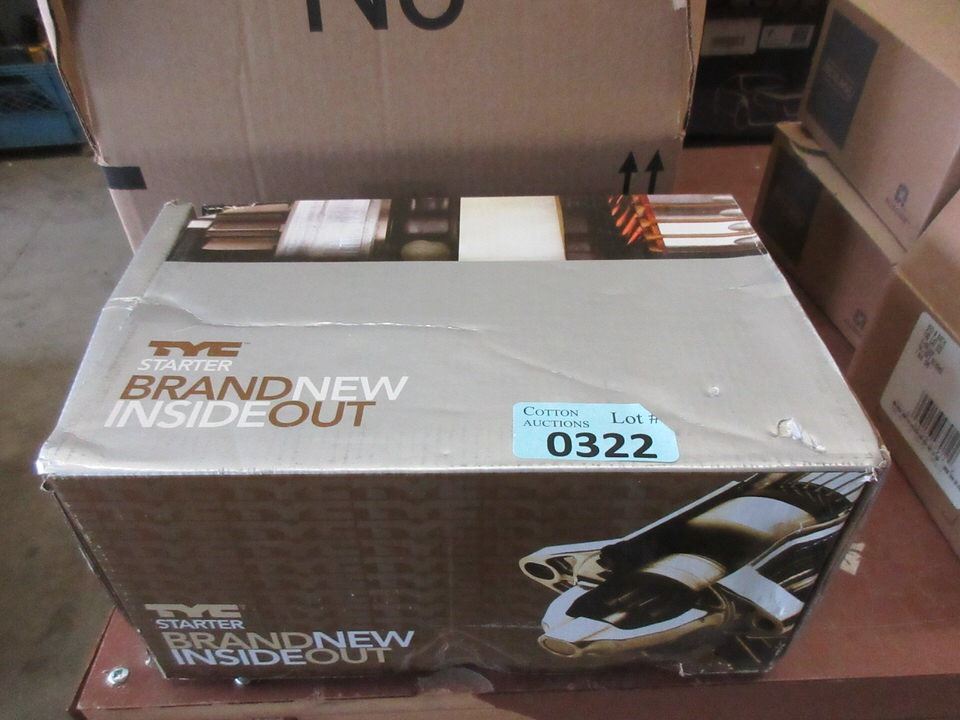 No
TYC
STARTER
BRANDNEW
INSIDEOUT
COTTON AUCTIONS Lot #
0322
TYC
STARTER
BRANDNEW
INSIDEOUT